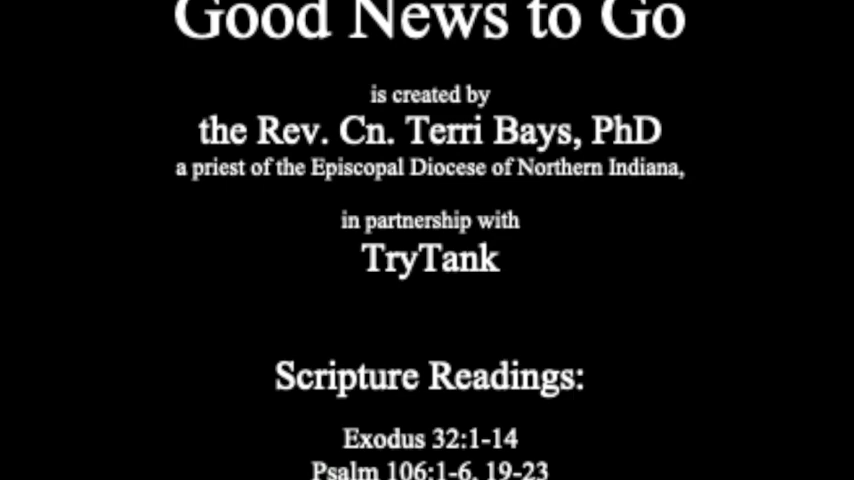 Good News to Go
is created by
the Rev. Cn. Terri Bays, PhD
a priest of the Episcopal Diocese of Northern Indiana,
in partnership with
TryTank
Scripture Readings:
Exodus 32:1-14
Psalm 106:1-6, 19-23